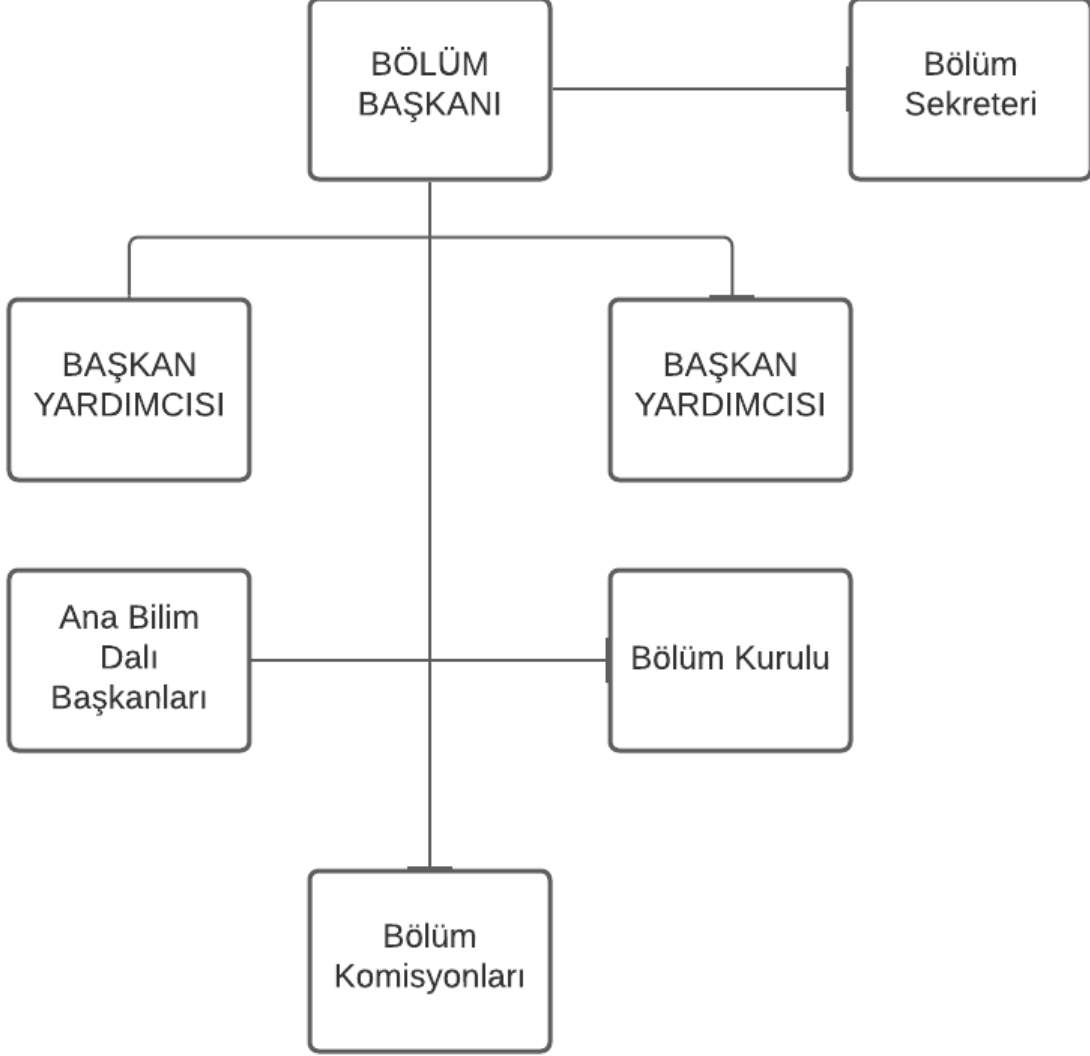 BÖLÜM
BAŞKANI
Bölüm
Sekreteri
BAŞKAN
YARDIMCISI
BAŞKAN
YARDIMCISI
Ana Bilim
Dalı
Başkanları
Bölüm Kurulu
Bölüm
Komisyonları